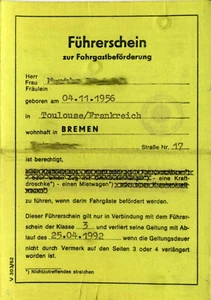 Führerschein
zur Fahrgastbeförderung
Herr
Frau
Fräulein
geboren am 04.11.1956
in Toulouse/Frankreich
wohnhaft in BREMEN
Straße Nr. 17
ist berechtigt,
- eine Kraft-
droschke*) - einen Mietwagen*)
zu führen, wenn darin Fahrgäste befördert werden.
Dieser Führerschein gilt nur in Verbindung mit dem Führer-
schein der Klasse 3 und verliert seine Geltung mit Ab-
lauf des 25.04.1992 wenn die Geltungsdauer
nicht durch Vermerk auf den Seiten 3 oder 4 verlängert
worden ist.
*) Nichtzutreffendes streichen
V 303/62